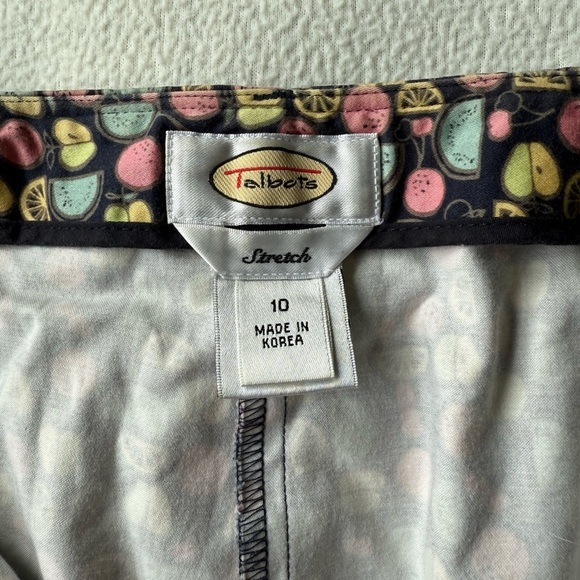 Talbots
Stretch
10
MADE IN
KOREA